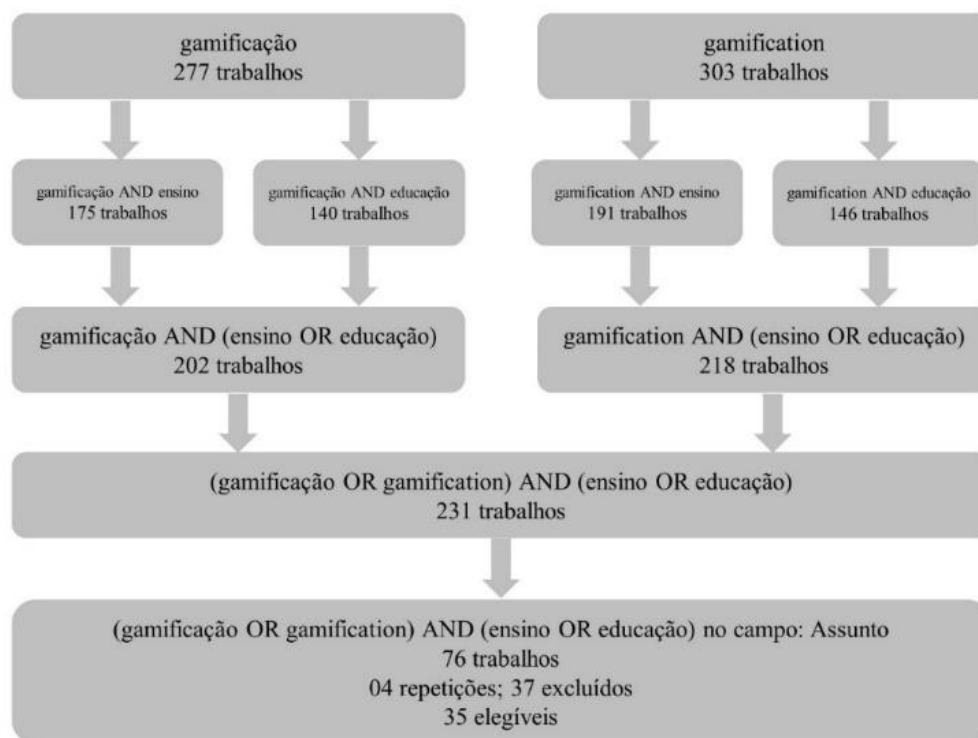 gamificação
277 trabalhos
gamification
303 trabalhos
gamificação AND ensino
175 trabalhos
gamificação AND educação
140 trabalhos
gamification AND ensino
191 trabalhos
gamification AND educação
146 trabalhos
gamificação AND (ensino OR educação)
202 trabalhos
gamification AND (ensino OR educação)
218 trabalhos
(gamificação OR gamification) AND (ensino OR educação)
231 trabalhos
(gamificação OR gamification) AND (ensino OR educação) no campo: Assunto
76 trabalhos
04 repetições; 37 excluídos
35 elegíveis